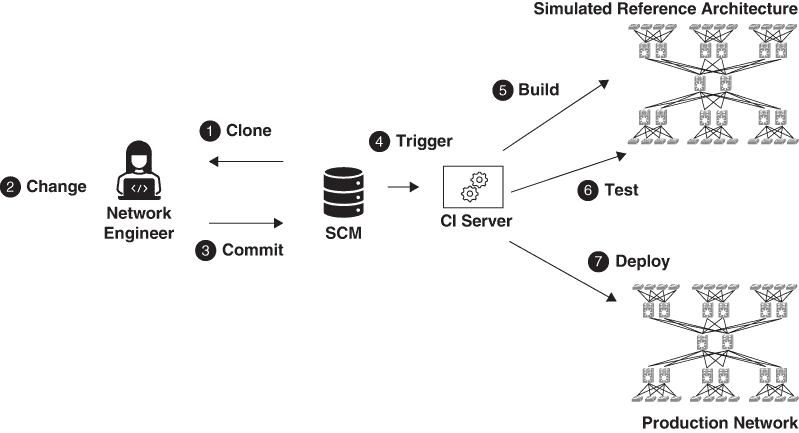 Simulated Reference Architecture
5 Build
1 Clone
4 Trigger
2 Change
</>
6 Test
Network
Engineer
SCM
CI Server
3 Commit
7 Deploy
Production Network